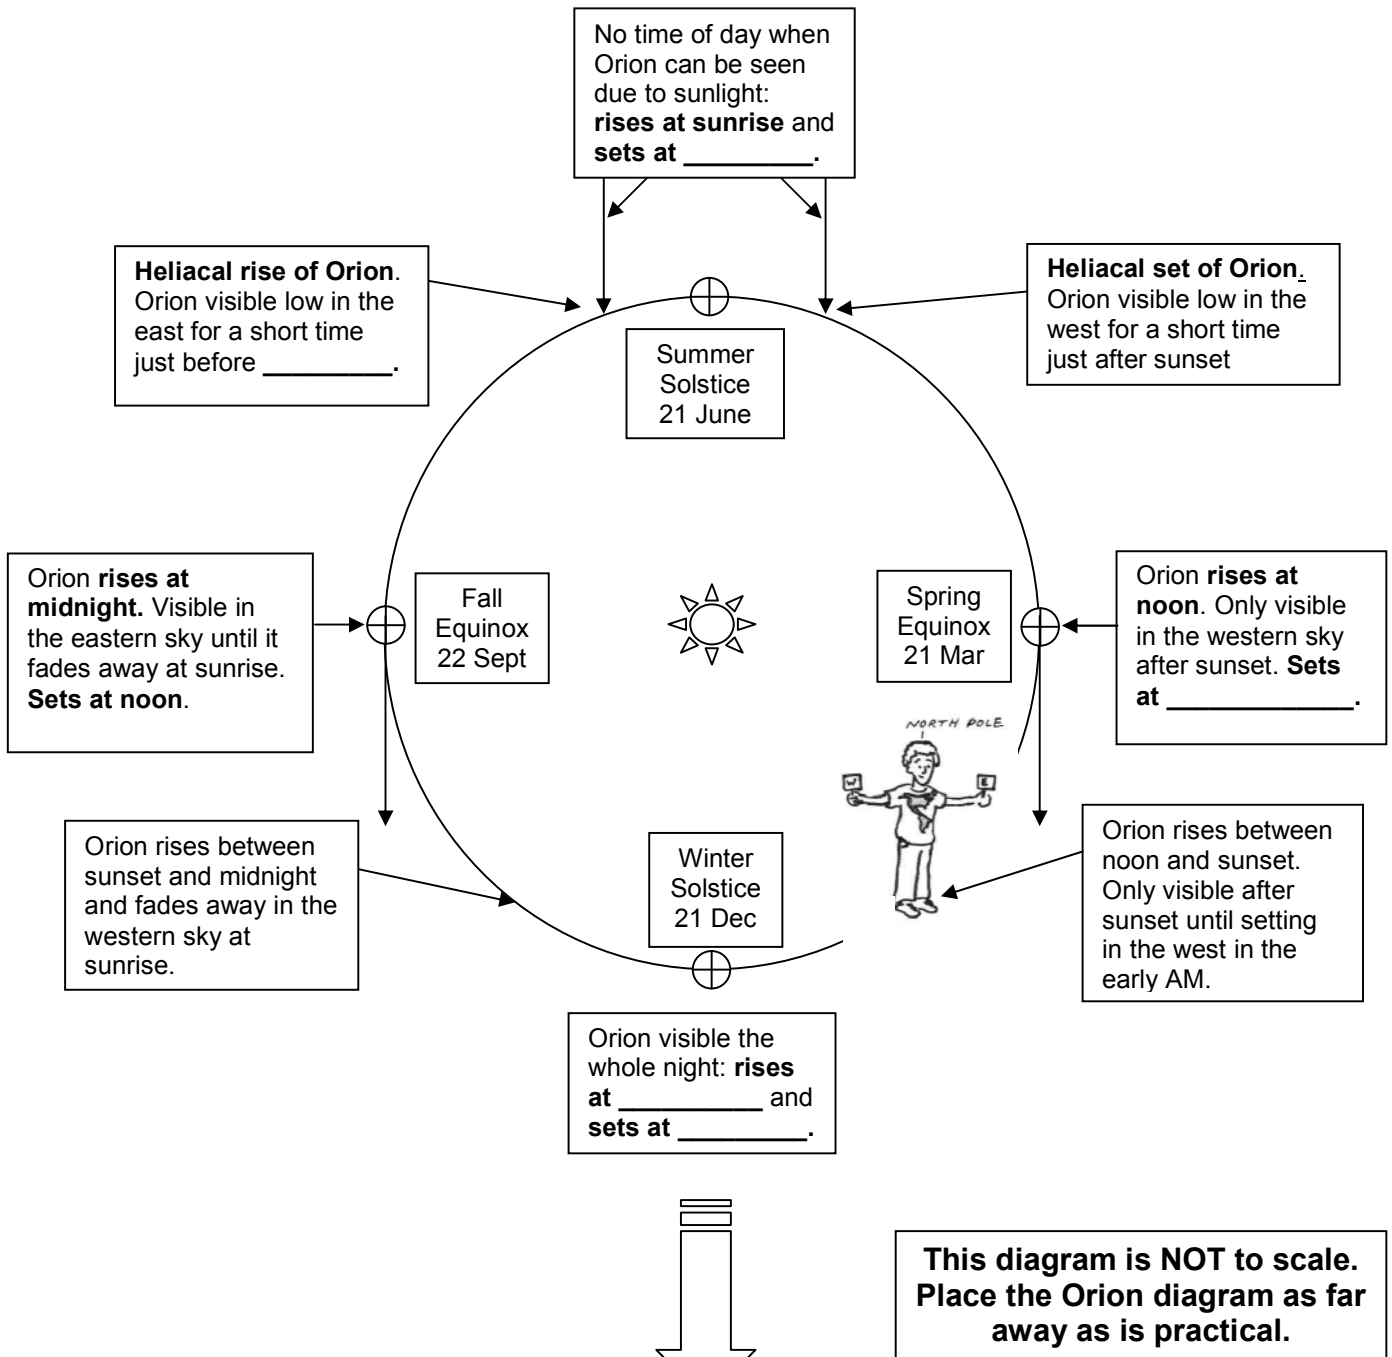 No time of day when
Orion can be seen
due to sunlight:
rises at sunrise and
sets at _________.
Heliacal rise of Orion.
Orion visible low in the
east for a short time
just before _________.
Heliacal set of Orion.
Orion visible low in the
west for a short time
just after sunset
Summer
Solstice
21 June
Orion rises at
midnight. Visible in
the eastern sky until it
fades away at sunrise.
Sets at noon.
Fall
Equinox
22 Sept
Spring
Equinox
21 Mar
Orion rises at
noon. Only visible
in the western sky
after sunset. Sets
at _____________.
NORTH POLE
W
E
Orion rises between
sunset and midnight
and fades away in the
western sky at
sunrise.
Winter
Solstice
21 Dec
Orion rises between
noon and sunset.
Only visible after
sunset until setting
in the west in the
early AM.
Orion visible the
whole night: rises
at __________ and
sets at _________.
This diagram is NOT to scale.
Place the Orion diagram as far
away as is practical.